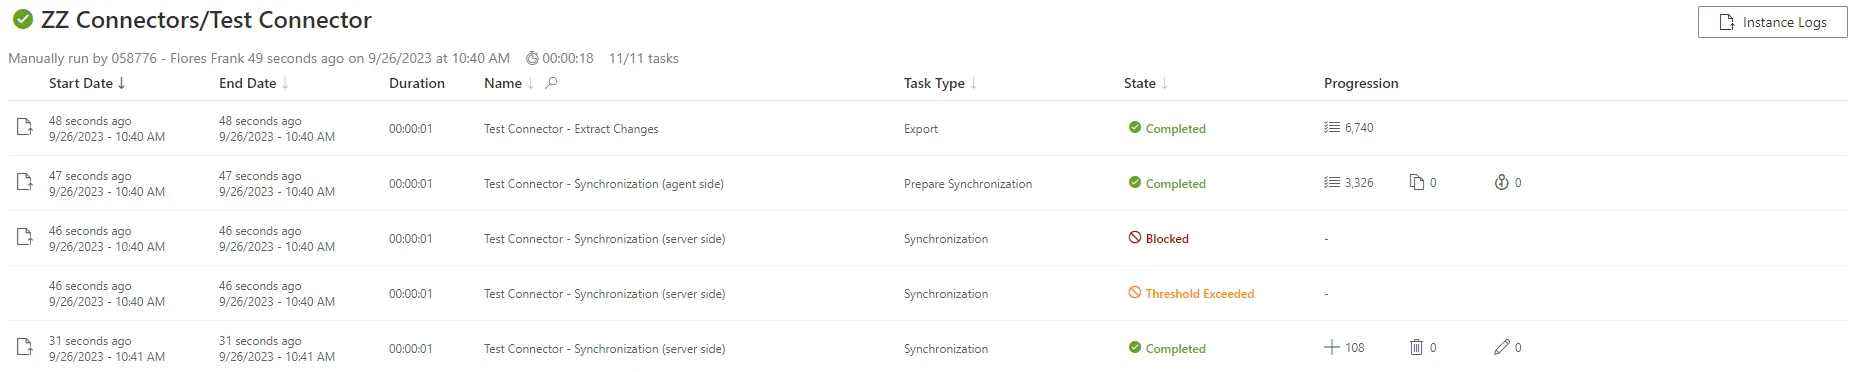 ZZ Connectors/Test Connector
Instance Logs
Manually run by 058776 - Flores Frank 49 seconds ago on 9/26/2023 at 10:40 AM 00:00:18 11/11 tasks
Start Date End Date Duration Name Task Type State Progression
48 seconds ago 48 seconds ago
9/26/2023 - 10:40 AM 9/26/2023 - 10:40 AM 00:00:01 Test Connector - Extract Changes Export Completed 6,740
47 seconds ago 47 seconds ago
9/26/2023 - 10:40 AM 9/26/2023 - 10:40 AM 00:00:01 Test Connector - Synchronization (agent side) Prepare Synchronization Completed 3,326 0 0
46 seconds ago 46 seconds ago
9/26/2023 - 10:40 AM 9/26/2023 - 10:40 AM 00:00:01 Test Connector - Synchronization (server side) Synchronization Blocked -
46 seconds ago 46 seconds ago
9/26/2023 - 10:40 AM 9/26/2023 - 10:40 AM 00:00:01 Test Connector - Synchronization (server side) Synchronization Threshold Exceeded -
31 seconds ago 31 seconds ago
9/26/2023 - 10:41 AM 9/26/2023 - 10:41 AM 00:00:01 Test Connector - Synchronization (server side) Synchronization Completed 108 0 0